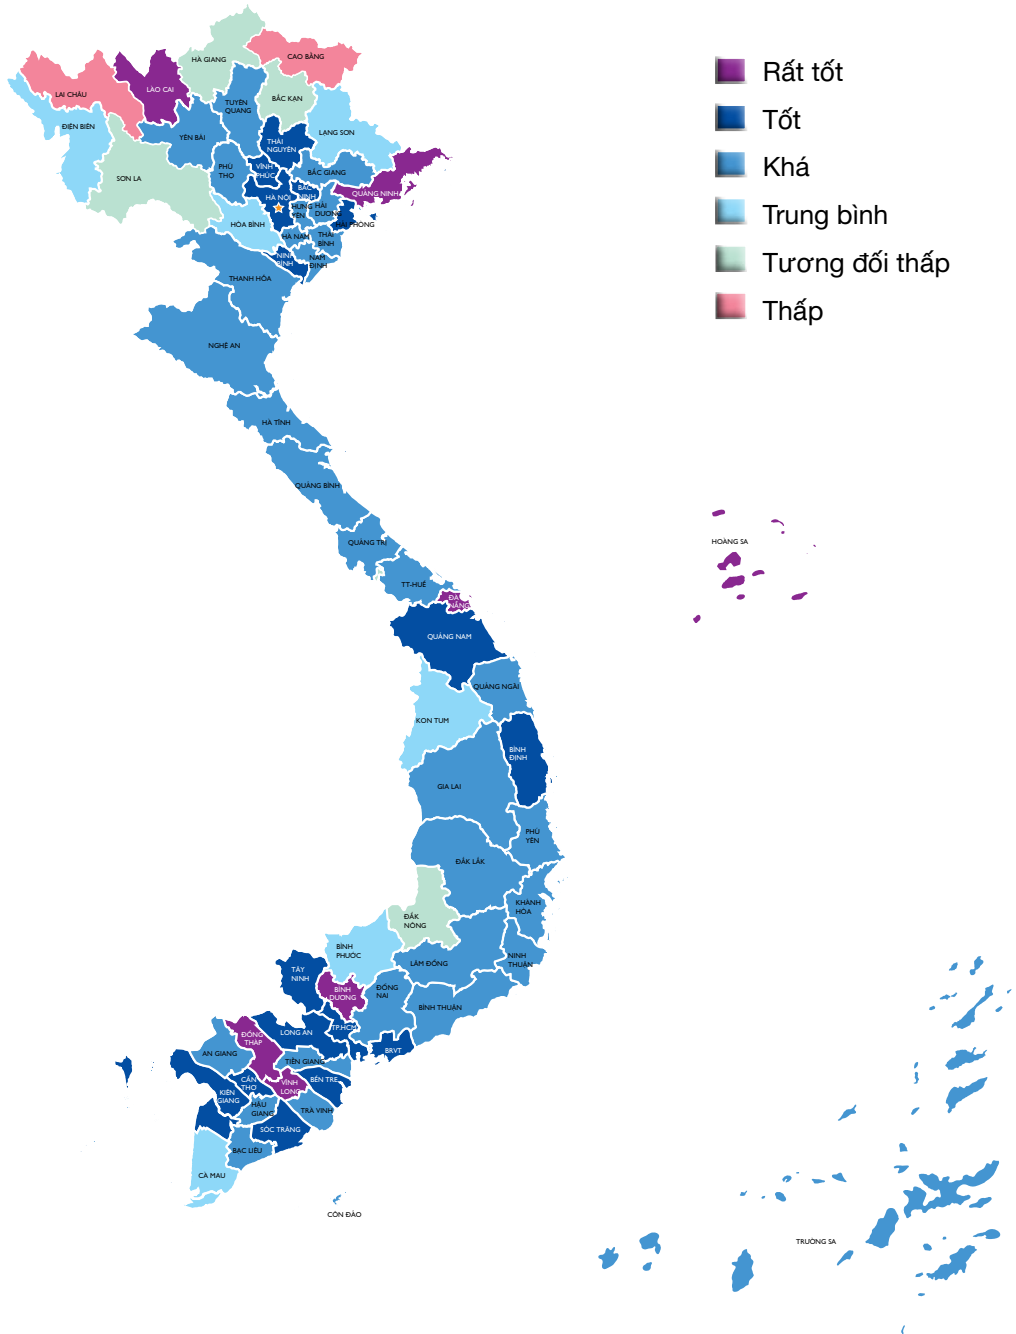 HÀ GIANG
CAO BẰNG
LÀO CAI
LAI CHÂU
BẮC KẠN
TUYÊN
QUANG
ĐIỆN BIÊN
YÊN BÁI
LẠNG SƠN
THÁI
NGUYÊN
SƠN LA
PHÚ
THỌ
VĨNH
PHÚC
BẮC GIANG
HÀ NỘI
BẮC
NINH
QUẢNG NINH
HƯNG
YÊN
HẢI
DƯƠNG
HẢI PHÒNG
HÒA BÌNH
HÀ NAM
THÁI
BÌNH
NINH
BÌNH
NAM
ĐỊNH
THANH HÓA
NGHỆ AN
HÀ TĨNH
QUẢNG BÌNH
QUẢNG TRỊ
TT-HUẾ
ĐÀ
NẴNG
QUẢNG NAM
QUẢNG NGÃI
KON TUM
BÌNH
ĐỊNH
GIA LAI
PHÚ
YÊN
ĐẮK LẮK
KHÁNH
HÒA
ĐẮK
NÔNG
BÌNH
PHƯỚC
LÂM ĐỒNG
NINH
THUẬN
TÂY
NINH
BÌNH
DƯƠNG
ĐỒNG
NAI
BÌNH THUẬN
TP.HCM
LONG AN
ĐỒNG
THÁP
AN GIANG
TIỀN GIANG
BRVT
CẦN
THƠ
VĨNH
LONG
BẾN TRE
KIÊN
GIANG
HẬU
GIANG
TRÀ VINH
SÓC TRĂNG
BẠC LIÊU
CÀ MAU
CÔN ĐẢO
HOÀNG SA
TRƯỜNG SA
Rất tốt
Tốt
Khá
Trung bình
Tương đối thấp
Thấp